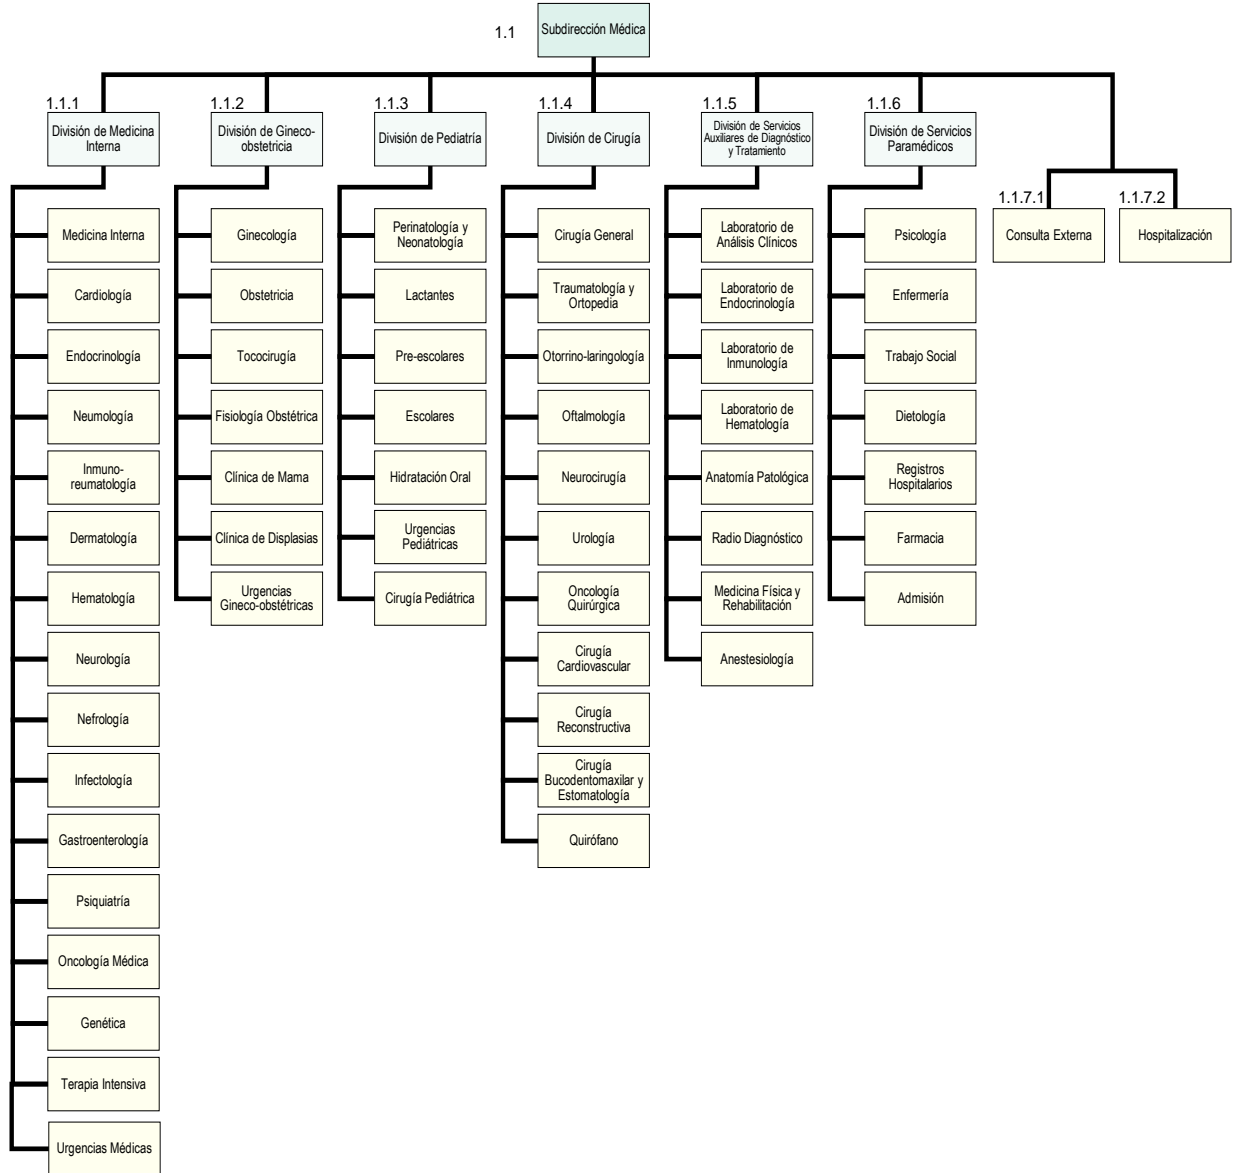 1.1
Subdirección Médica
1.1.1
División de Medicina
Interna
1.1.2
División de Gineco-
obstetricia
1.1.3
División de Pediatría
1.1.4
División de Cirugía
1.1.5
División de Servicios
Auxiliares de Diagnóstico
y Tratamiento
1.1.6
División de Servicios
Paramédicos
1.1.7.1
Consulta Externa
1.1.7.2
Hospitalización
Medicina Interna
Cardiología
Endocrinología
Neumología
Inmuno-
reumatología
Dermatología
Hematología
Neurología
Nefrología
Infectología
Gastroenterología
Psiquiatría
Oncología Médica
Genética
Terapia Intensiva
Urgencias Médicas
Ginecología
Obstetricia
Tococirugía
Fisiología Obstétrica
Clínica de Mama
Clínica de Displasias
Urgencias
Gineco-obstétricas
Perinatología y
Neonatología
Lactantes
Pre-escolares
Escolares
Hidratación Oral
Urgencias
Pediátricas
Cirugía Pediátrica
Cirugía General
Traumatología y
Ortopedia
Otorrino-laringología
Oftalmología
Neurocirugía
Urología
Oncología
Quirúrgica
Cirugía
Cardiovascular
Cirugía
Reconstructiva
Cirugía
Bucodentomaxilar y
Estomatología
Quirófano
Laboratorio de
Análisis Clínicos
Laboratorio de
Endocrinología
Laboratorio de
Inmunología
Laboratorio de
Hematología
Anatomía Patológica
Radio Diagnóstico
Medicina Física y
Rehabilitación
Anestesiología
Psicología
Enfermería
Trabajo Social
Dietología
Registros
Hospitalarios
Farmacia
Admisión